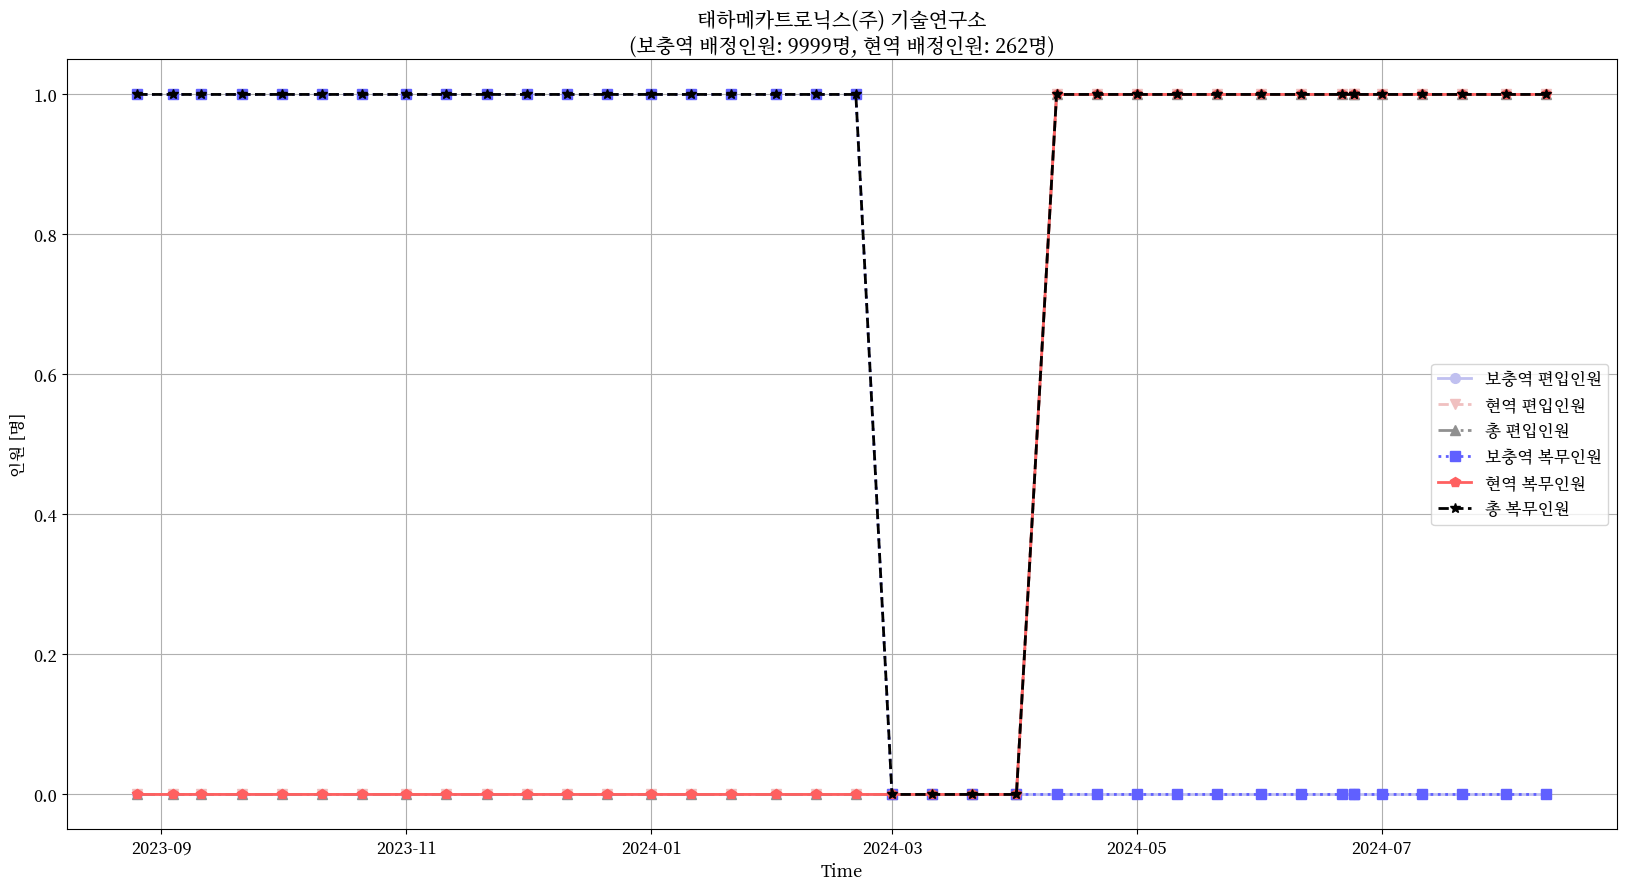 태하메카트로닉스(주) 기술연구소
(보충역 배정인원: 9999명, 현역 배정인원: 262명)
1.0
0.8
0.6
0.4
0.2
0.0
인원 [명]
보충역 편입인원
현역 편입인원
총 편입인원
보충역 복무인원
현역 복무인원
총 복무인원
2023-09
2023-11
2024-01
2024-03
2024-05
2024-07
Time